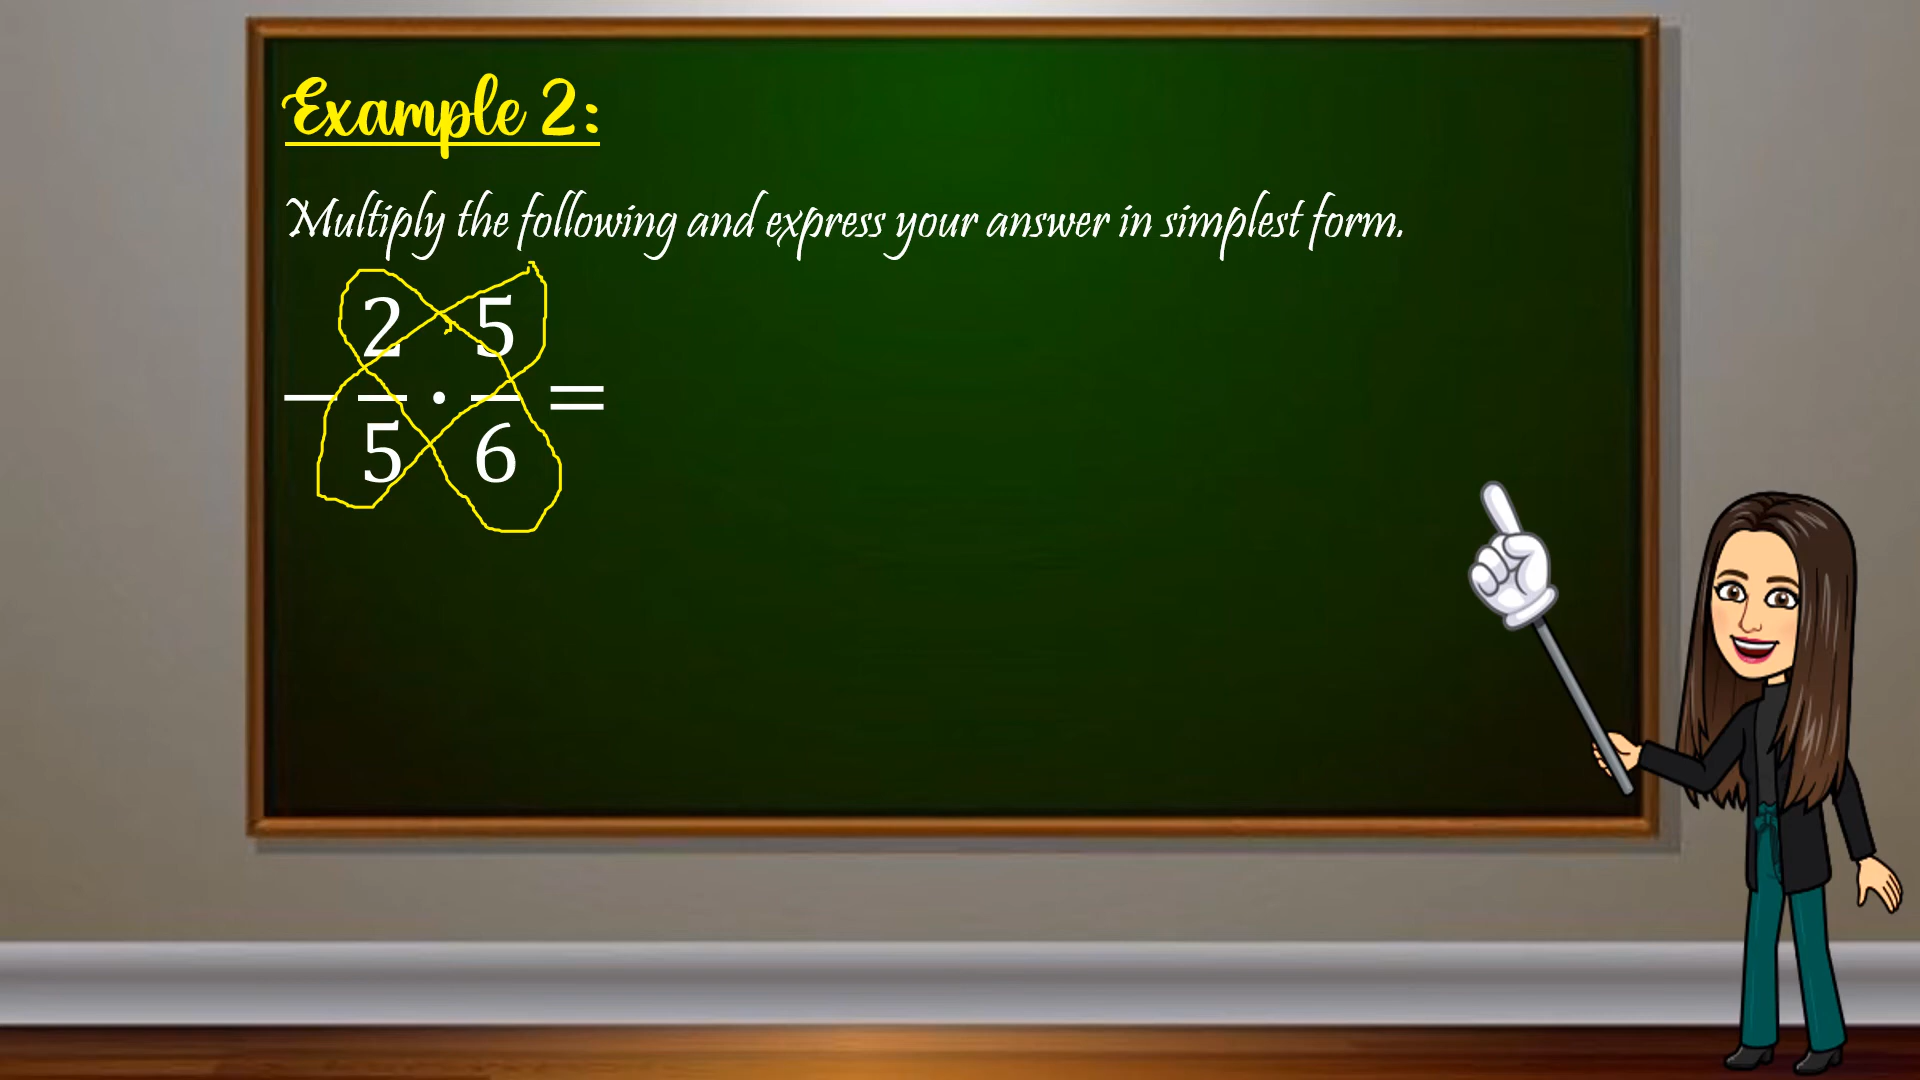 Example 2:
Multiply the following and express your answer in simplest form.
−2/5 · 5/6 =